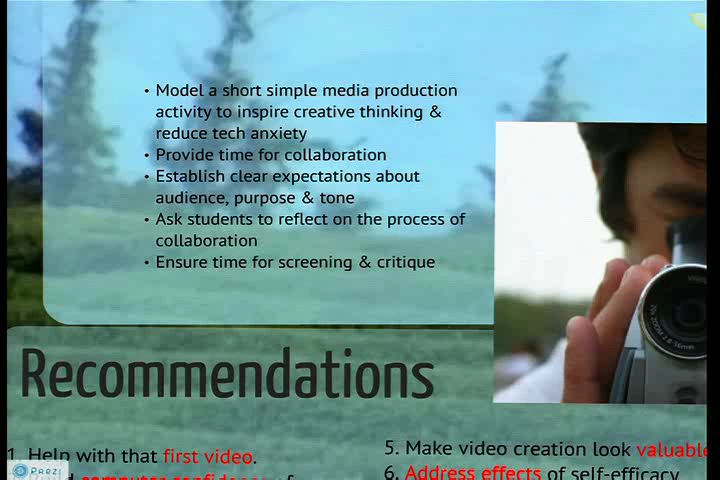 • Model a short simple media production
activity to inspire creative thinking &
reduce tech anxiety
• Provide time for collaboration
• Establish clear expectations about
audience, purpose & tone
• Ask students to reflect on the process of
collaboration
• Ensure time for screening & critique
Recommendations
1. Help with that first video.
computer confidence of
5. Make video creation look valuable
6. Address effects of self-efficacy
Prezi